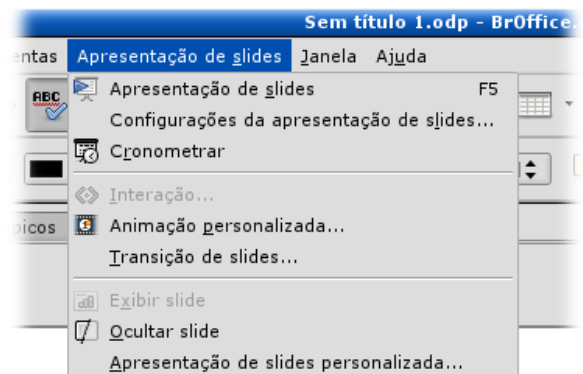 Sem título 1.odp - BrOffice.
entas Apresentação de slides Janela Ajuda
ABC
Apresentação de slides F5
Configurações da apresentação de slides...
Cronometrar
Interação...
picos
Animação personalizada...
Transição de slides...
Exibir slide
Ocultar slide
Apresentação de slides personalizada...